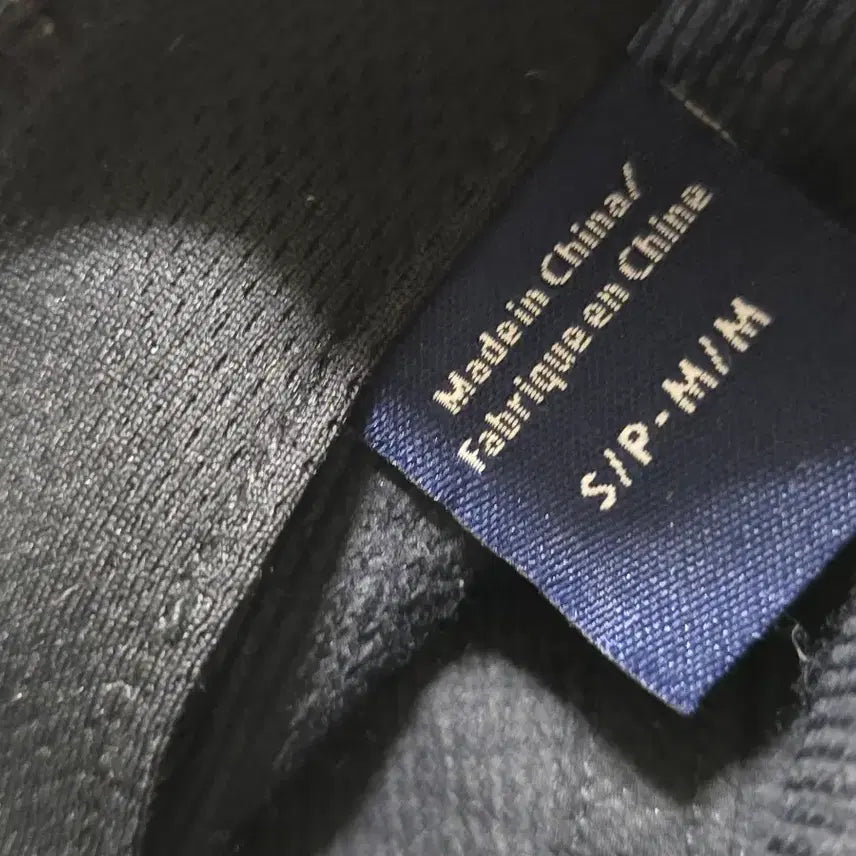 Made in China/
Fabriqué en Chine
S/P-M/M